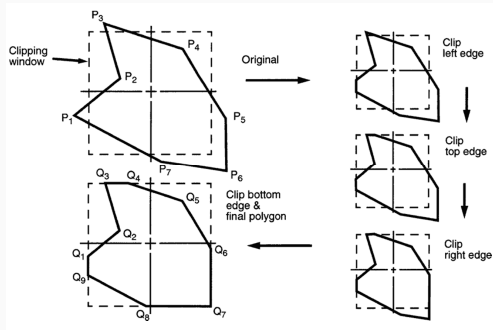 P3
P4
Clipping
window
Original
P2
P1
P5
P7
P6
Clip
left edge
Clip
top edge
Clip
right edge
Clip bottom
edge &
final polygon
Q3
Q4
Q5
Q2
Q1
Q6
Q9
Q8
Q7